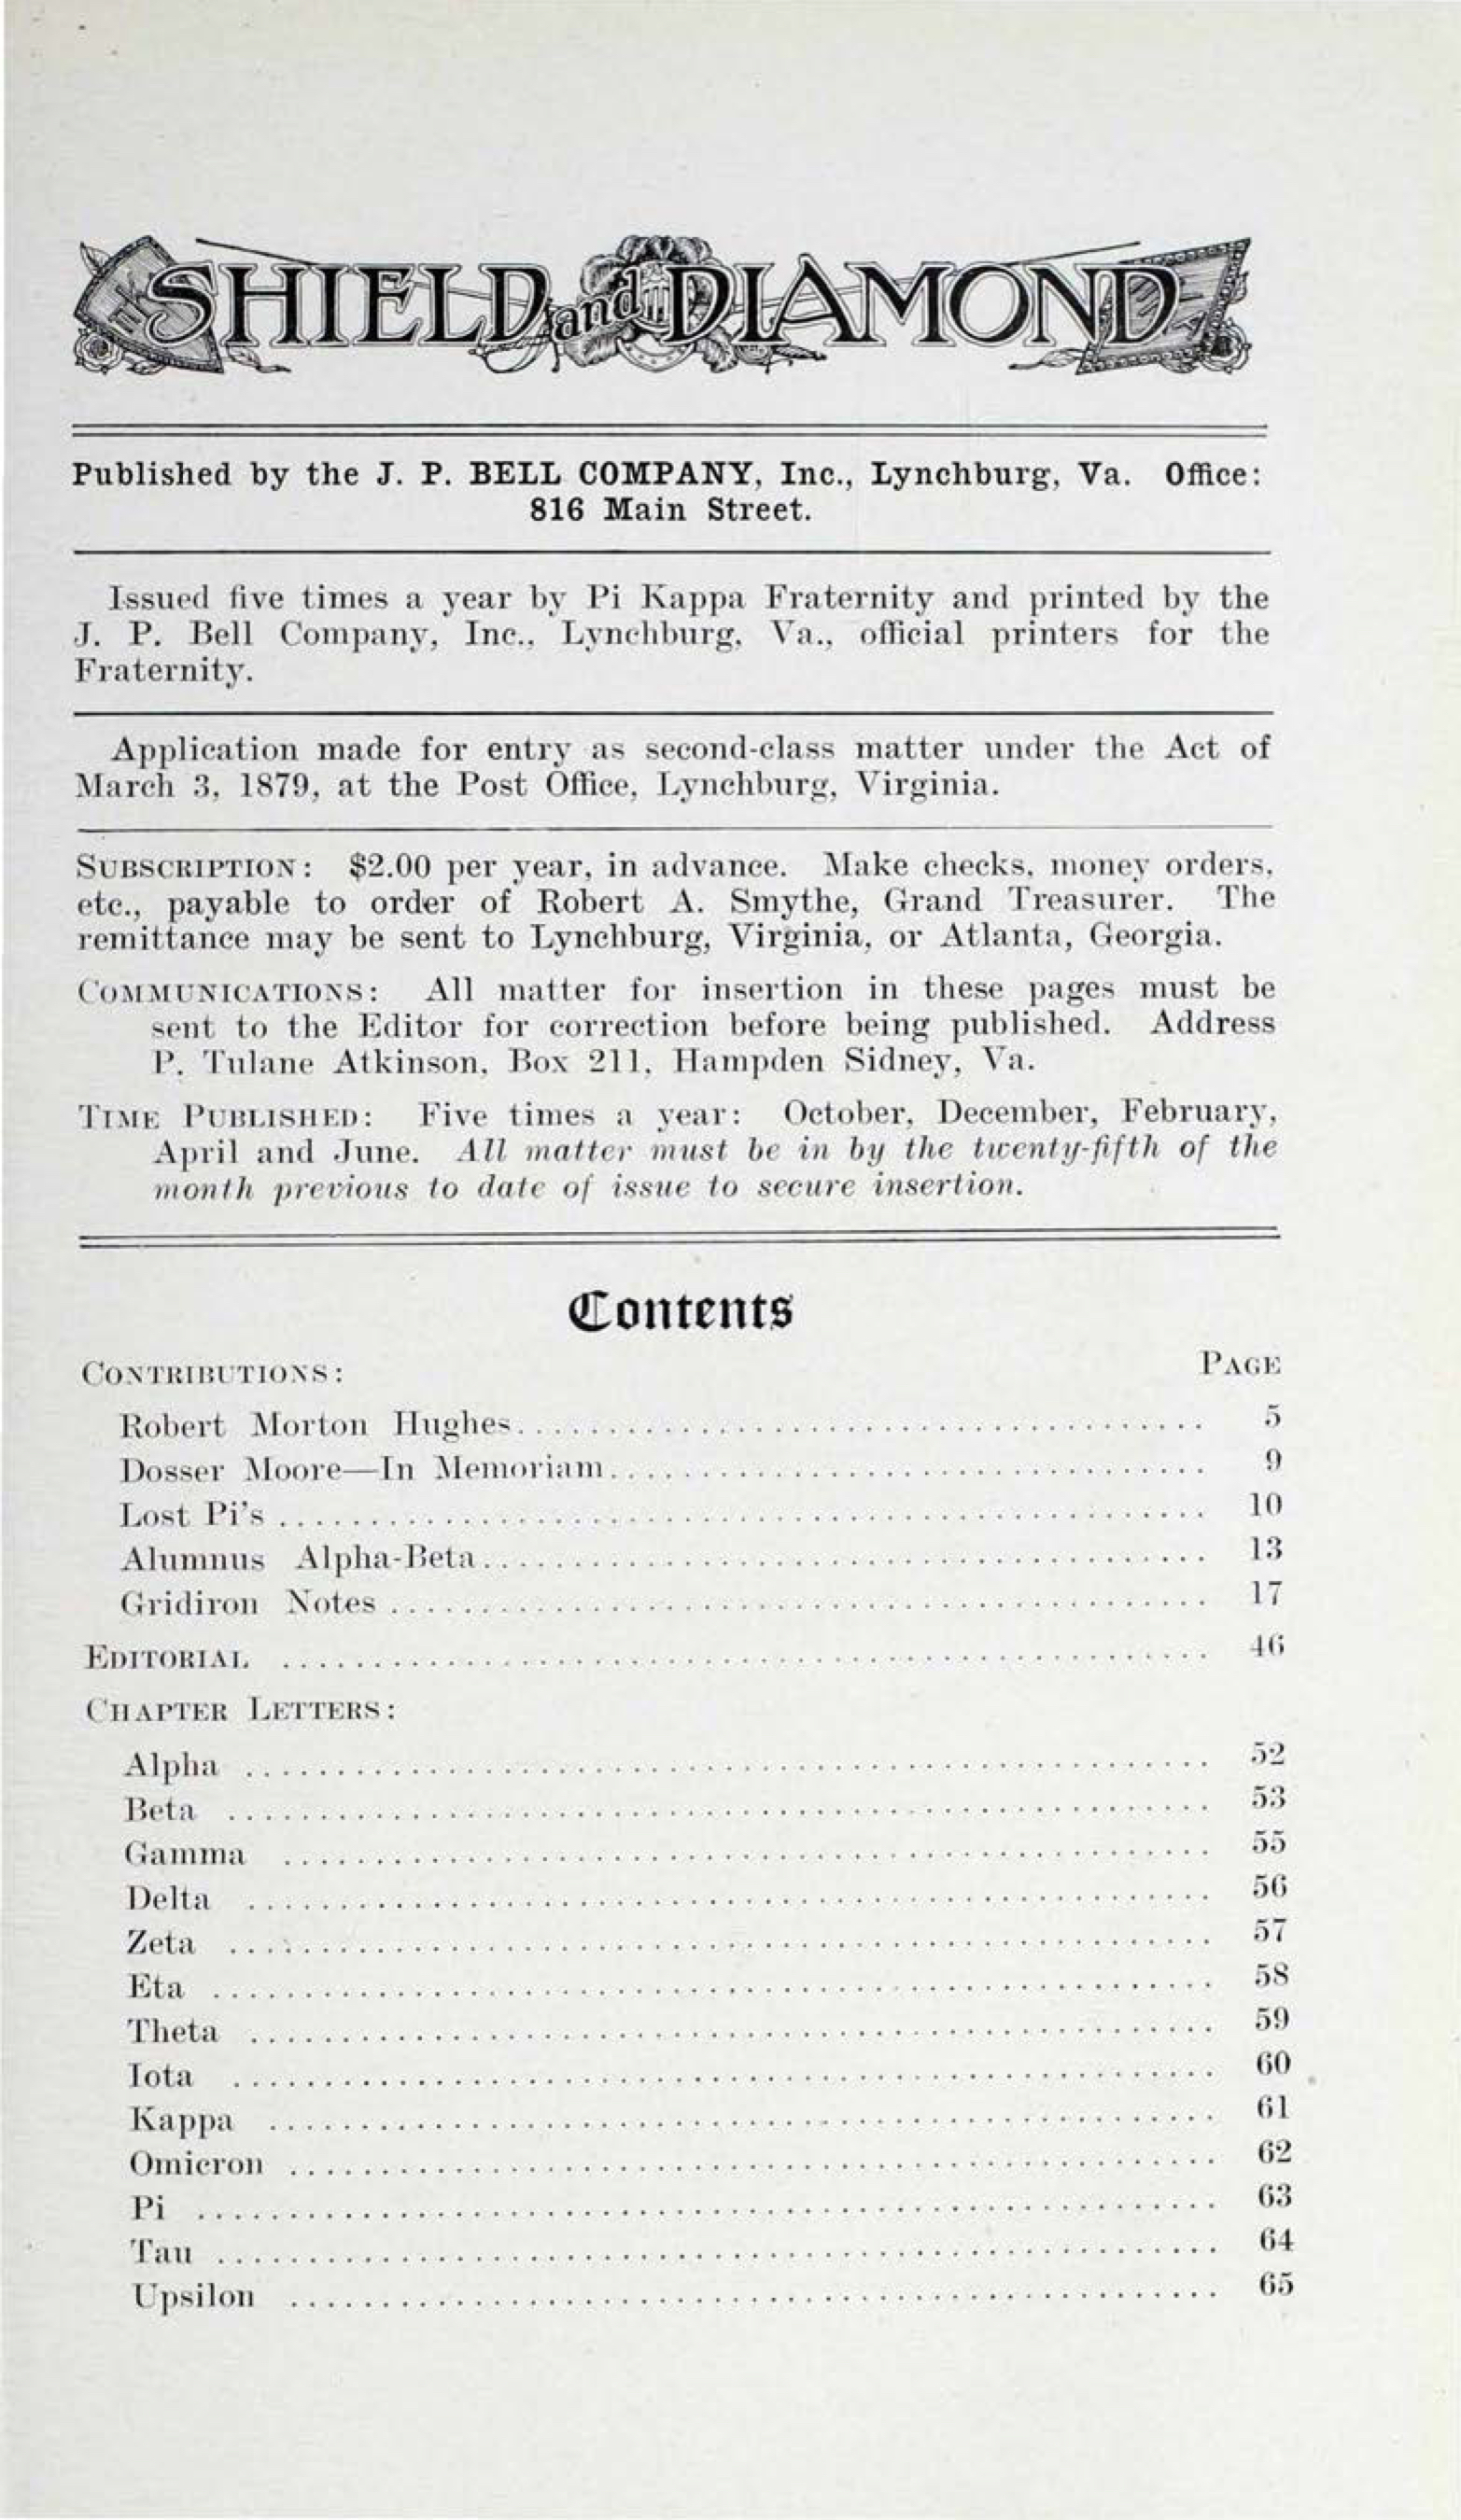 SHIELD and DIAMOND
Published by the J. P. BELL COMPANY, Inc., Lynchburg, Va. Office:
816 Main Street.
Issued five times a year by Pi Kappa Fraternity and printed by the
J. P. Bell Company, Inc., Lynchburg, Va., official printers for the
Fraternity.
Application made for entry as second-class matter under the Act of
March 3, 1879, at the Post Office, Lynchburg, Virginia.
SUBSCRIPTION: $2.00 per year, in advance. Make checks, money orders,
etc., payable to order of Robert A. Smythe, Grand Treasurer. The
remittance may be sent to Lynchburg, Virginia, or Atlanta, Georgia.
COMMUNICATIONS: All matter for insertion in these pages must be
sent to the Editor for correction before being published. Address
P. Tulane Atkinson, Box 211, Hampden Sidney, Va.
TIME PUBLISHED: Five times a year: October, December, February,
April and June. All matter must be in by the twenty-fifth of the
month previous to date of issue to secure insertion.
Contents
CONTRIBUTIONS: PAGE
Robert Morton Hughes. . . . . . . . . . . . . . . . . . . . 5
Dosser Moore—In Memoriam. . . . . . . . . . . . . . . . . . . . 9
Lost Pi's . . . . . . . . . . . . . . . . . . . . 10
Alumnus Alpha-Beta. . . . . . . . . . . . . . . . . . . . 13
Gridiron Notes . . . . . . . . . . . . . . . . . . . . 17
EDITORIAL . . . . . . . . . . . . . . . . . . . . 46
CHAPTER LETTERS:
Alpha . . . . . . . . . . . . . . . . . . . . 52
Beta . . . . . . . . . . . . . . . . . . . . 53
Gamma . . . . . . . . . . . . . . . . . . . . 55
Delta . . . . . . . . . . . . . . . . . . . . 56
Zeta . . . . . . . . . . . . . . . . . . . . 57
Eta . . . . . . . . . . . . . . . . . . . . 58
Theta . . . . . . . . . . . . . . . . . . . . 59
Iota . . . . . . . . . . . . . . . . . . . . 60
Kappa . . . . . . . . . . . . . . . . . . . . 61
Omicron . . . . . . . . . . . . . . . . . . . . 62
Pi . . . . . . . . . . . . . . . . . . . . 63
Tau . . . . . . . . . . . . . . . . . . . . 64
Upsilon . . . . . . . . . . . . . . . . . . . . 65